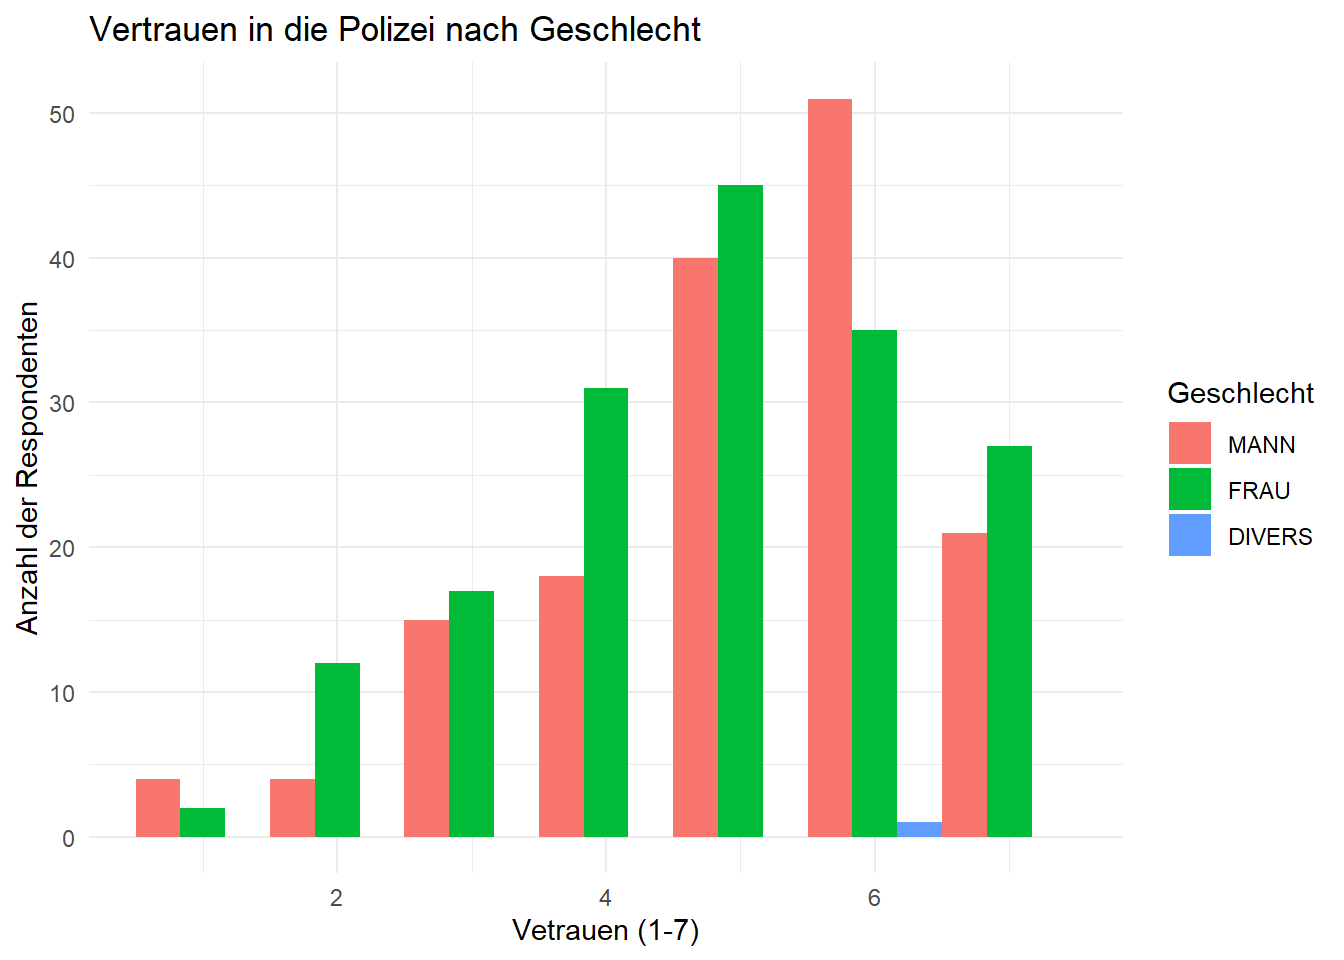 Vertrauen in die Polizei nach Geschlecht
50
40
30
20
10
0
Anzahl der Respondenten
2 4 6
Vetrauen (1-7)
Geschlecht
MANN
FRAU
DIVERS